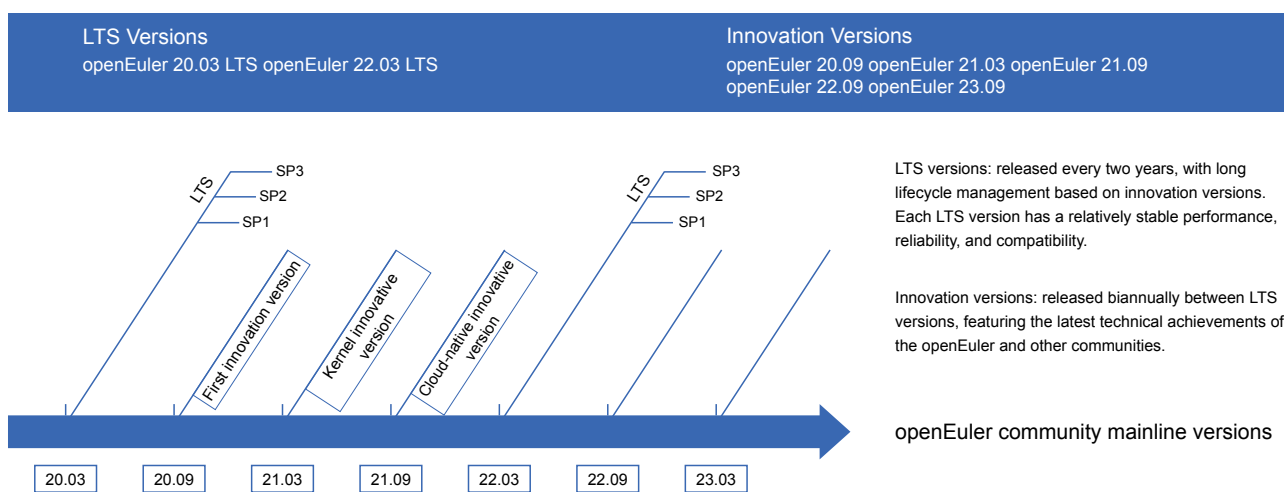 LTS Versions
openEuler 20.03 LTS openEuler 22.03 LTS
Innovation Versions
openEuler 20.09 openEuler 21.03 openEuler 21.09
openEuler 22.09 openEuler 23.09
LTS
SP3
SP2
SP1
First innovation version
Kernel innovative
version
Cloud-native innovative
version
LTS
SP3
SP2
SP1
LTS versions: released every two years, with long
lifecycle management based on innovation versions.
Each LTS version has a relatively stable performance,
reliability, and compatibility.
Innovation versions: released biannually between LTS
versions, featuring the latest technical achievements of
the openEuler and other communities.
openEuler community mainline versions
20.03
20.09
21.03
21.09
22.03
22.09
23.03